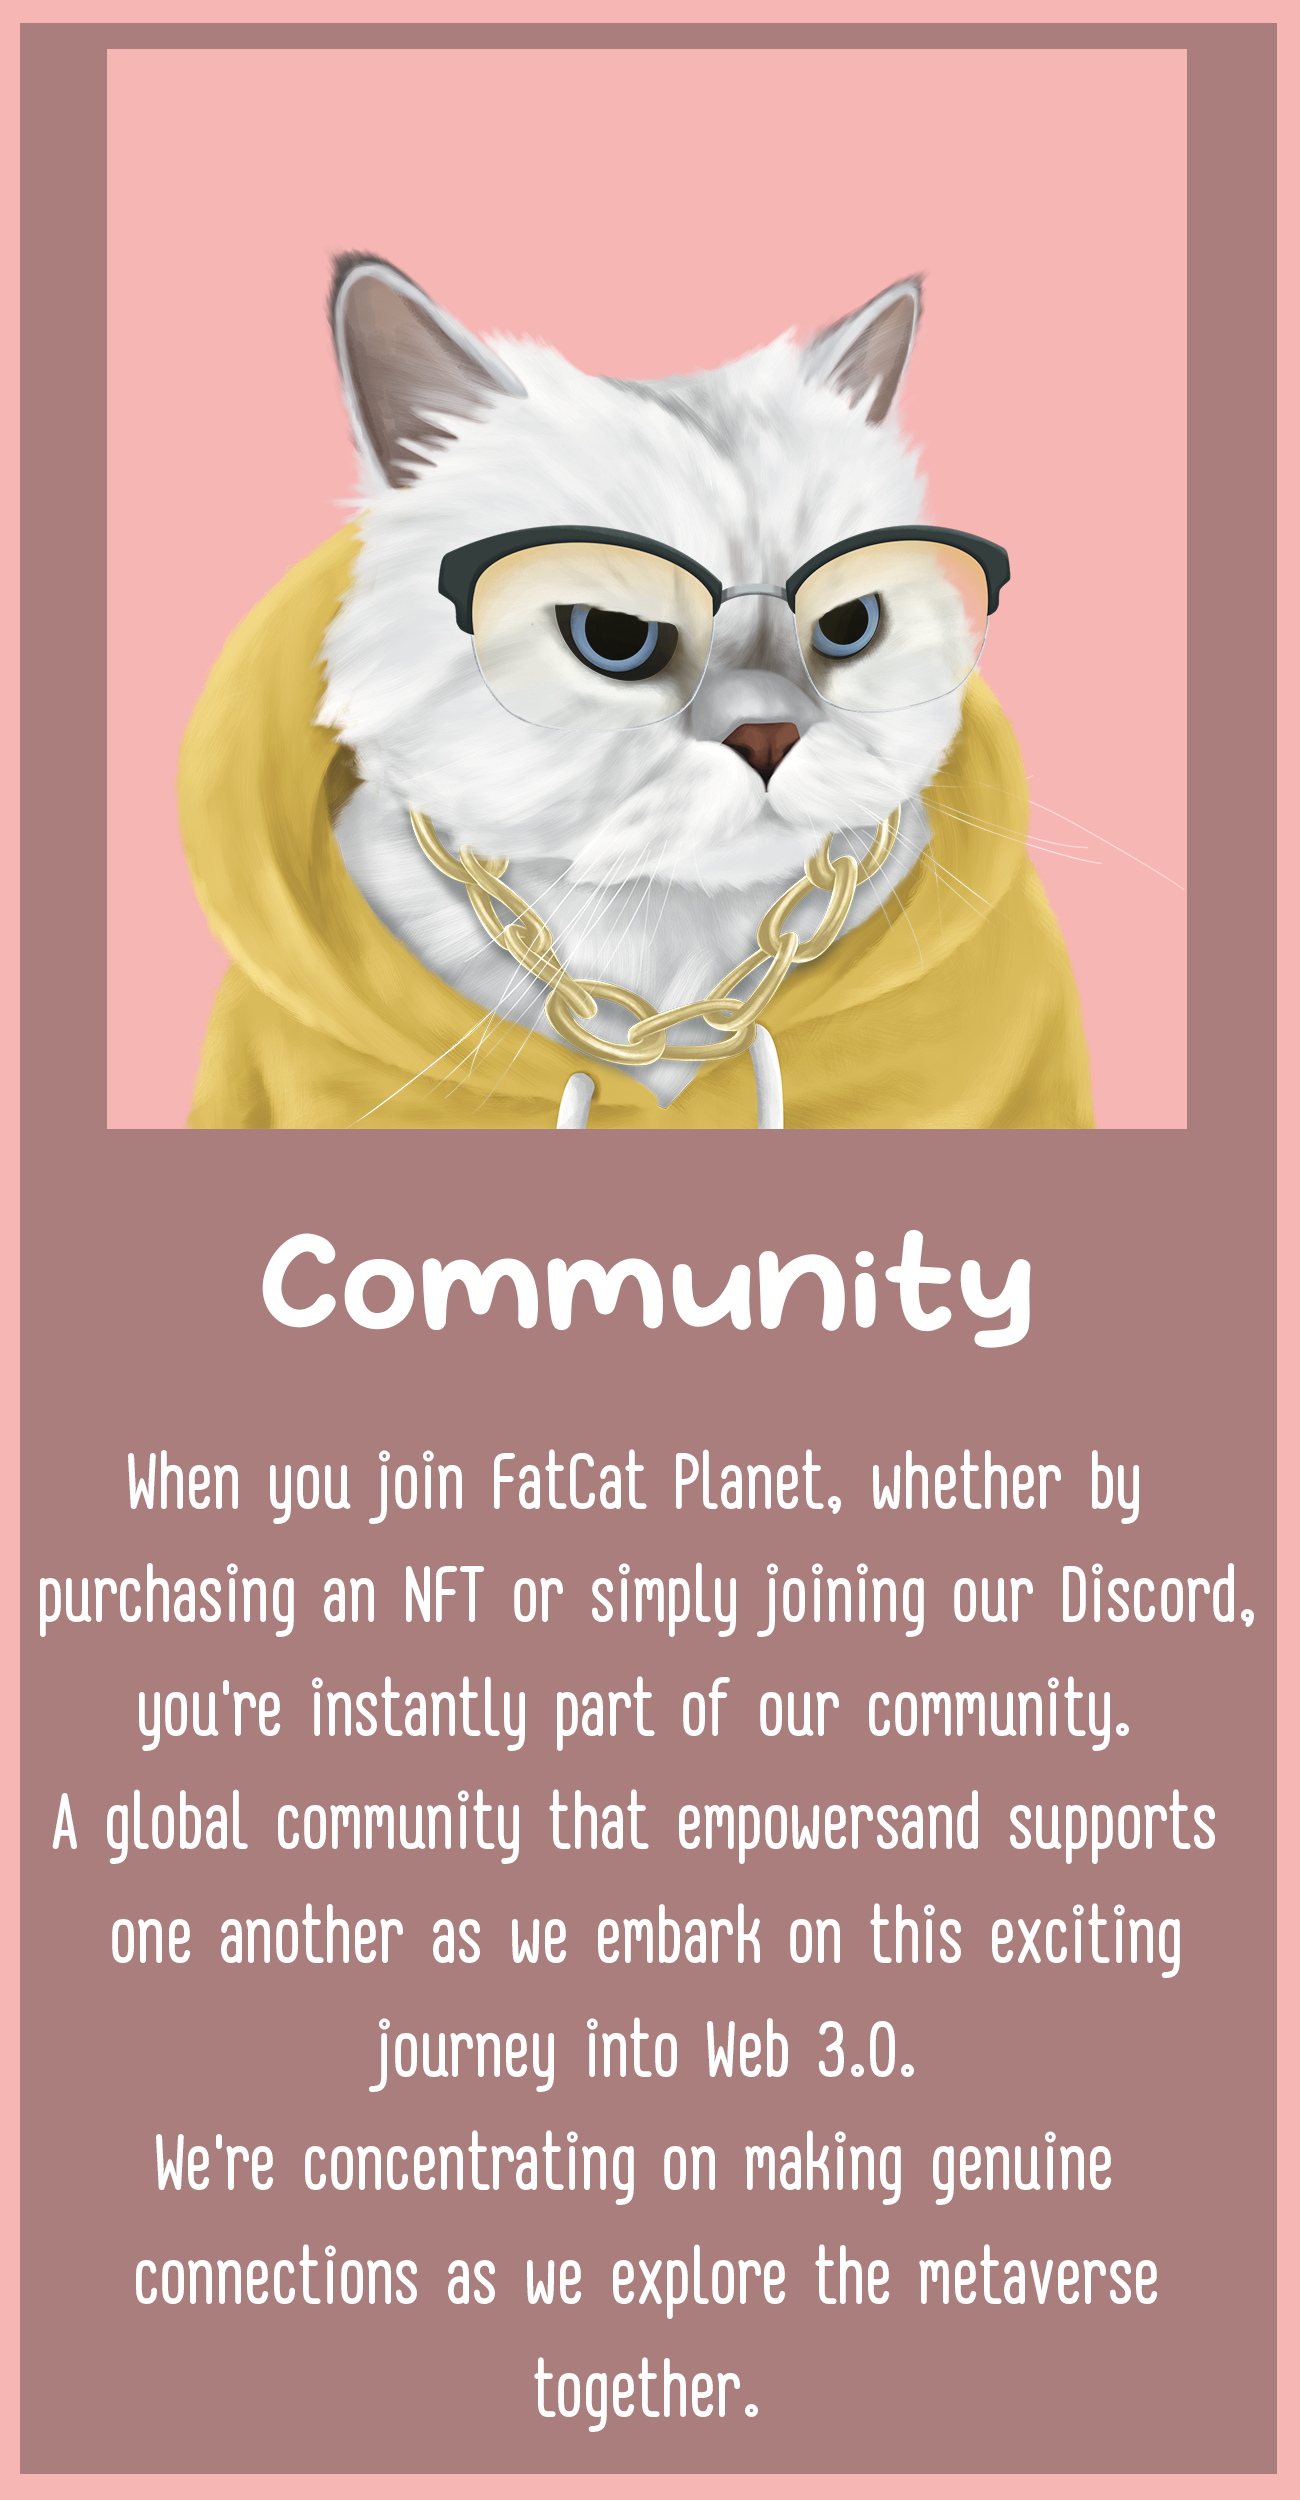 Community
When you join FatCat Planet, whether by
purchasing an NFT or simply joining our Discord,
you're instantly part of our community.
A global community that empowersand supports
one another as we embark on this exciting
journey into Web 3.0.
We're concentrating on making genuine
connections as we explore the metaverse
together.